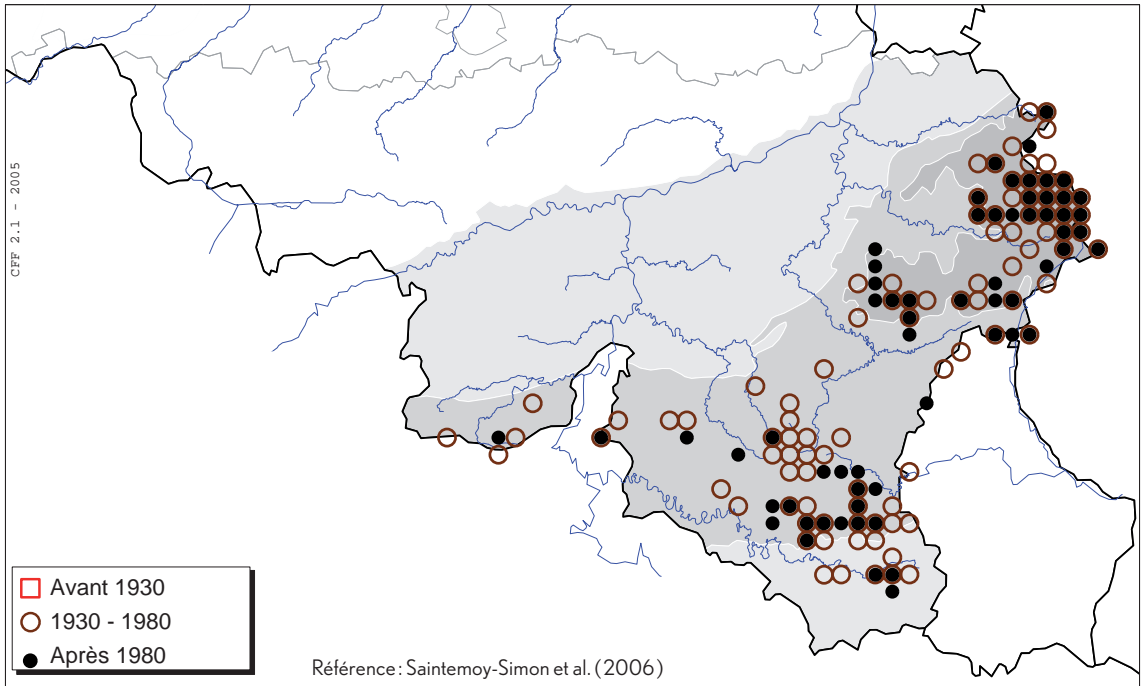 CFF 2.1 - 2005
Avant 1930
1930 - 1980
Après 1980
Référence: Saintemoy-Simon et al. (2006)